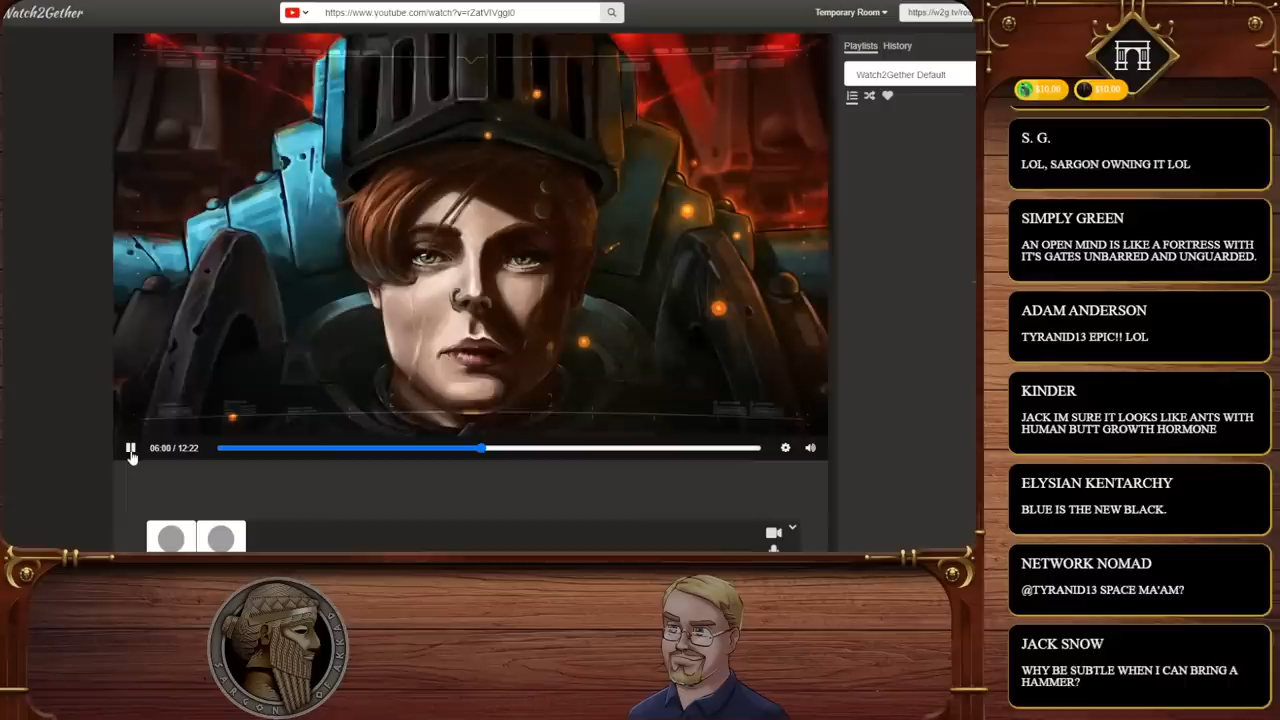 Watch2Gether
https://www.youtube.com/watch?v=rZatVIVggI0
Temporary Room
https://w2g.tv/roo
Playlists History
Watch2Gether Default
06:00 / 12:22
$10.00 $10.00
S. G.
LOL, SARGON OWNING IT LOL
SIMPLY GREEN
AN OPEN MIND IS LIKE A FORTRESS WITH
IT'S GATES UNBARRED AND UNGUARDED.
ADAM ANDERSON
TYRANID13 EPIC!! LOL
KINDER
JACK IM SURE IT LOOKS LIKE ANTS WITH
HUMAN BUTT GROWTH HORMONE
ELYSIAN KENTARCHY
BLUE IS THE NEW BLACK.
NETWORK NOMAD
@TYRANID13 SPACE MA'AM?
JACK SNOW
WHY BE SUBTLE WHEN I CAN BRING A
HAMMER?
SARGON OF AKKAD